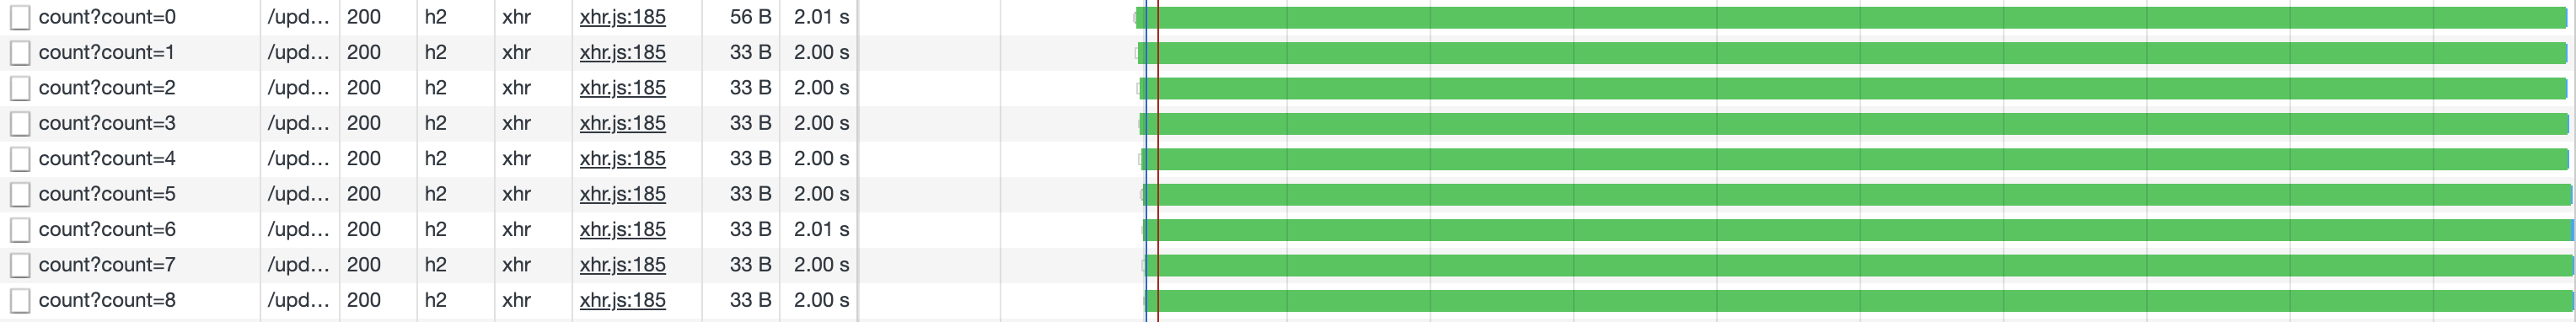 count?count=0 /upd... 200 h2 xhr xhr.js:185 56 B 2.01 s
count?count=1 /upd... 200 h2 xhr xhr.js:185 33 B 2.00 s
count?count=2 /upd... 200 h2 xhr xhr.js:185 33 B 2.00 s
count?count=3 /upd... 200 h2 xhr xhr.js:185 33 B 2.00 s
count?count=4 /upd... 200 h2 xhr xhr.js:185 33 B 2.00 s
count?count=5 /upd... 200 h2 xhr xhr.js:185 33 B 2.00 s
count?count=6 /upd... 200 h2 xhr xhr.js:185 33 B 2.01 s
count?count=7 /upd... 200 h2 xhr xhr.js:185 33 B 2.00 s
count?count=8 /upd... 200 h2 xhr xhr.js:185 33 B 2.00 s